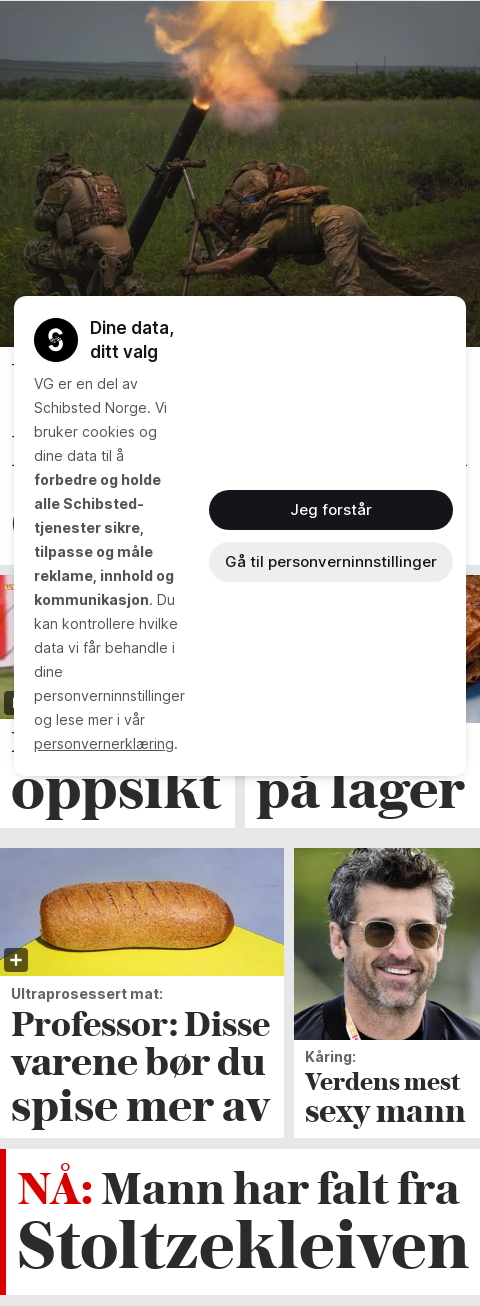 Dine data,
ditt valg
VG er en del av
Schibsted Norge. Vi
bruker cookies og
dine data til å
forbedre og holde
alle Schibsted-
tjenester sikre,
tilpasse og måle
reklame, innhold og
kommunikasjon. Du
kan kontrollere hvilke
data vi får behandle i
dine
personverninnstillinger
og lese mer i vår
personvernerklæring.
Jeg forstår
Gå til personverninnstillinger
oppsikt
på lager
Ultraprosessert mat:
Professor: Disse
varene bør du
spise mer av
Kåring:
Verdens mest
sexy mann
NÅ: Mann har falt fra
Stoltzekleiven